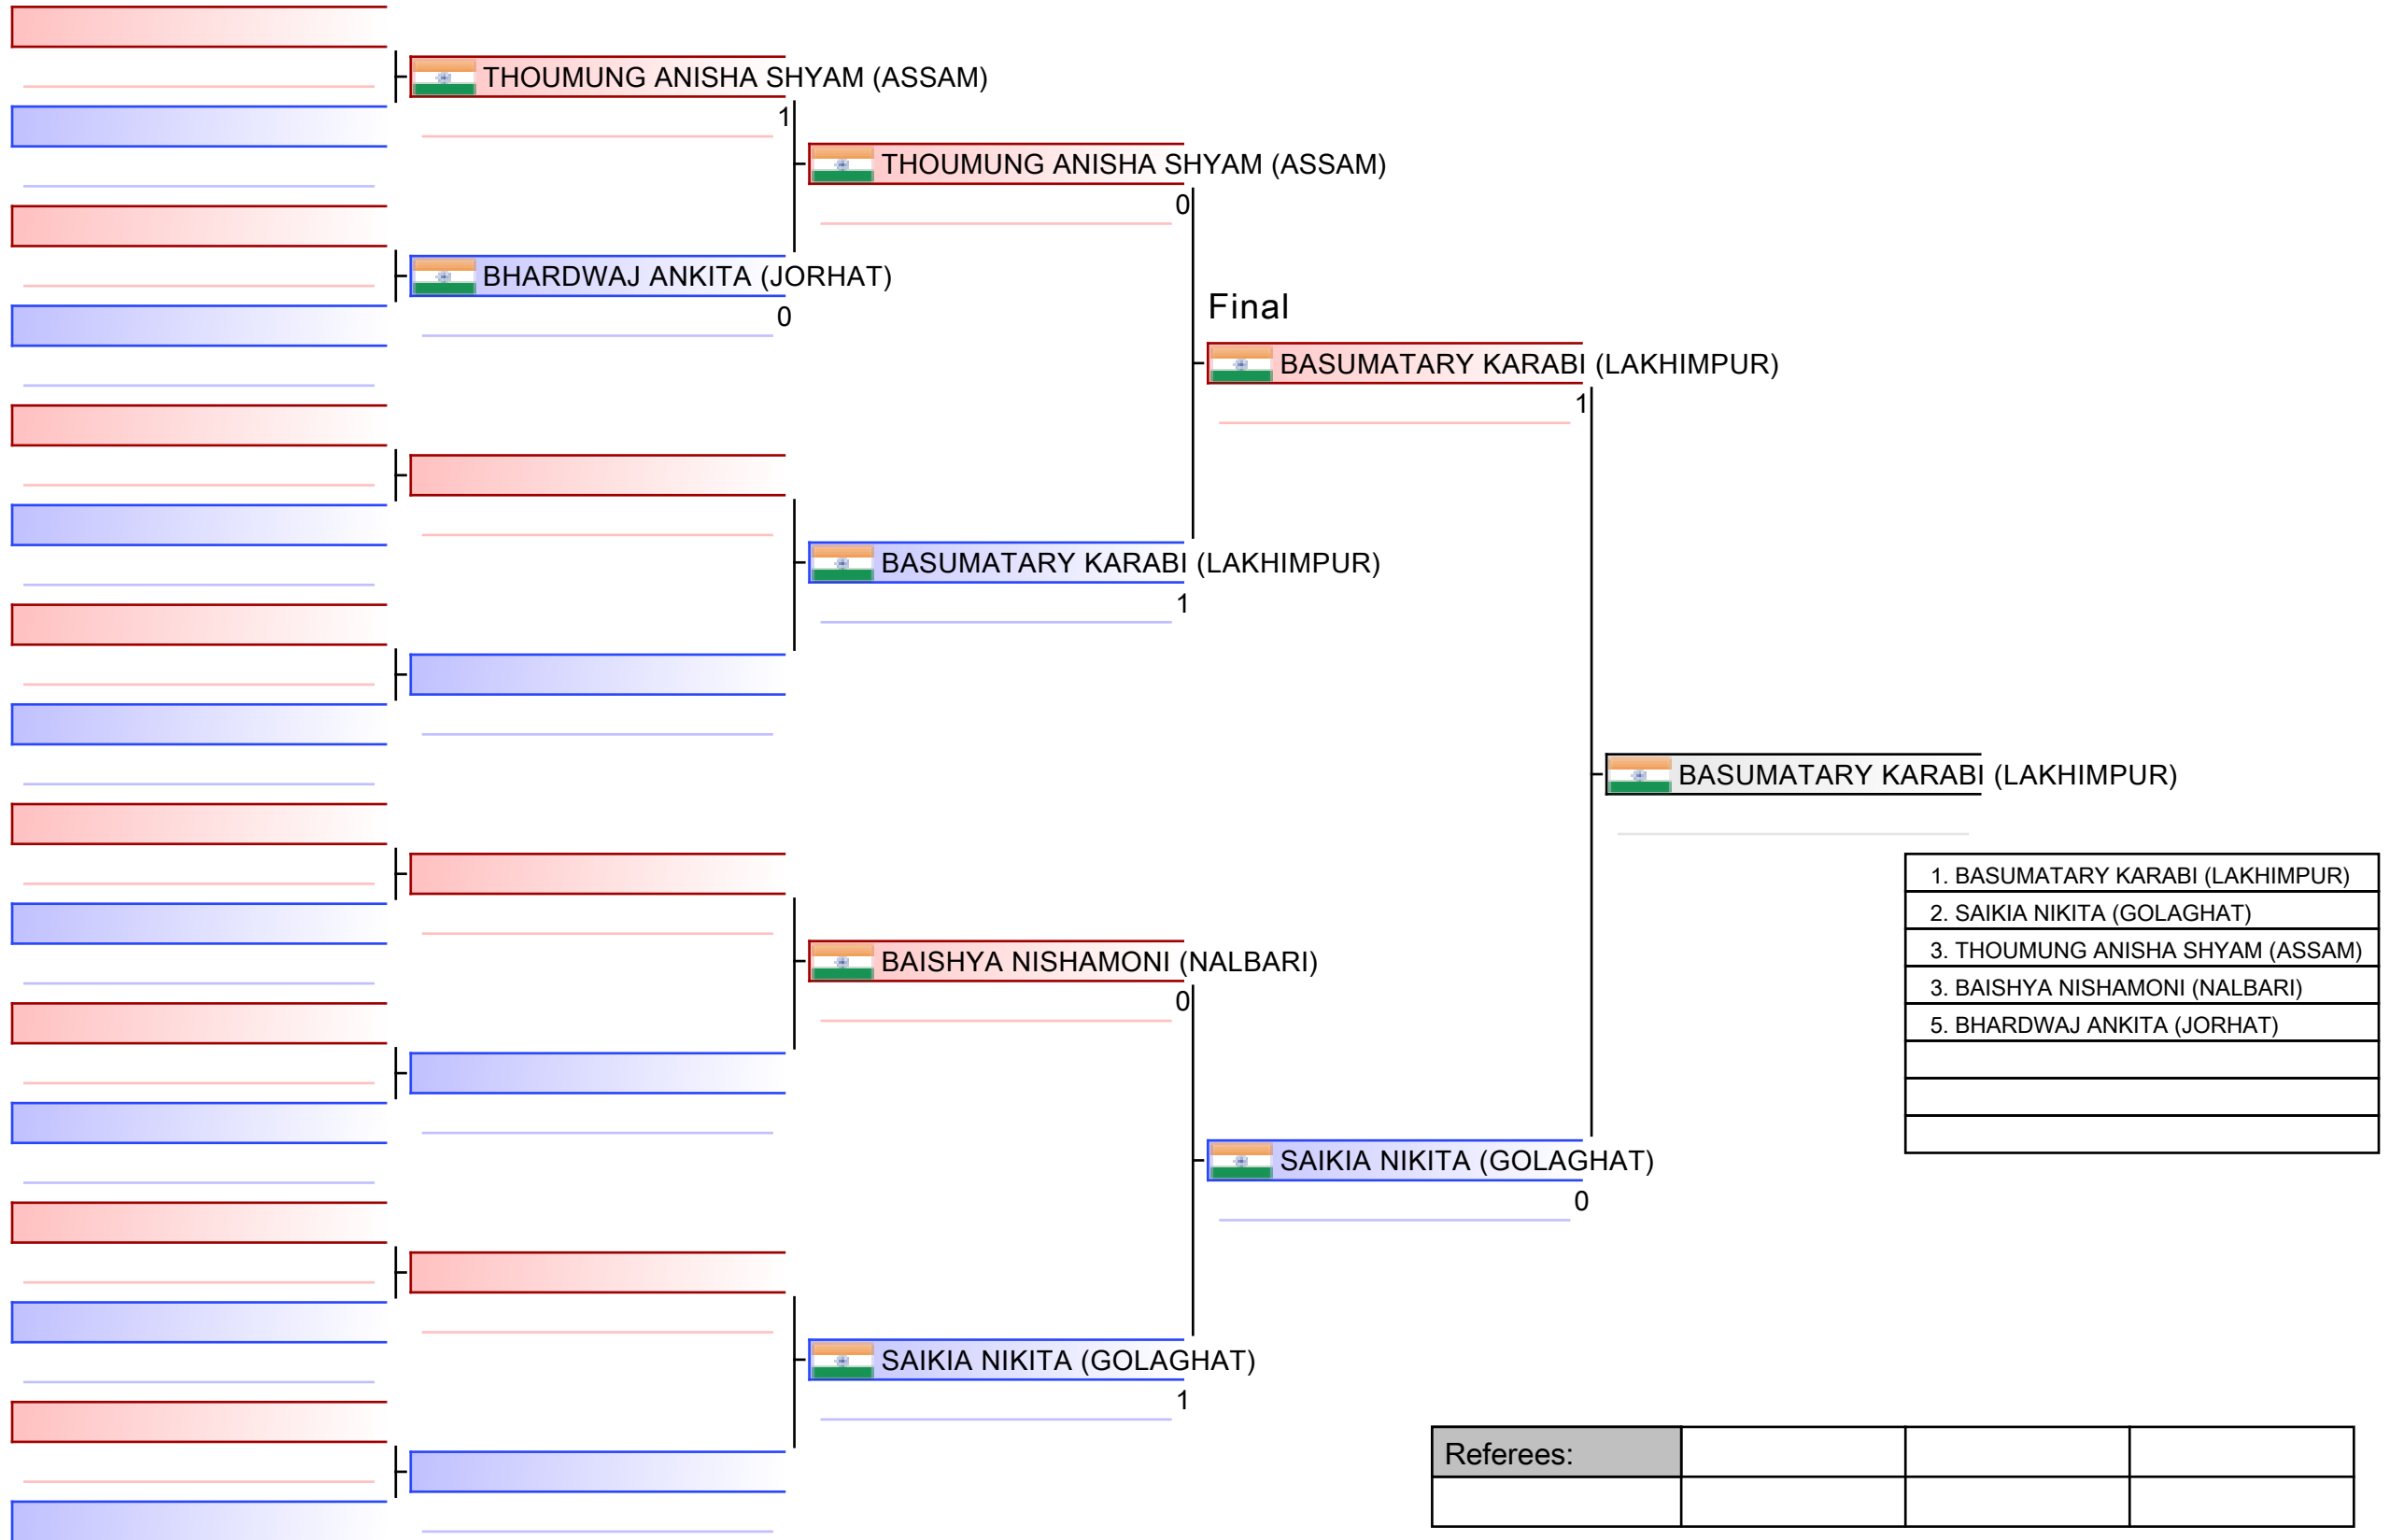 THOUMUNG ANISHA SHYAM (ASSAM)
1
THOUMUNG ANISHA SHYAM (ASSAM)
0
BHARDWAJ ANKITA (JORHAT)
0
Final
BASUMATARY KARABI (LAKHIMPUR)
1
BASUMATARY KARABI (LAKHIMPUR)
1
BASUMATARY KARABI (LAKHIMPUR)
1. BASUMATARY KARABI (LAKHIMPUR)
2. SAIKIA NIKITA (GOLAGHAT)
3. THOUMUNG ANISHA SHYAM (ASSAM)
3. BAISHYA NISHAMONI (NALBARI)
5. BHARDWAJ ANKITA (JORHAT)
BAISHYA NISHAMONI (NALBARI)
0
SAIKIA NIKITA (GOLAGHAT)
0
SAIKIA NIKITA (GOLAGHAT)
1
Referees: